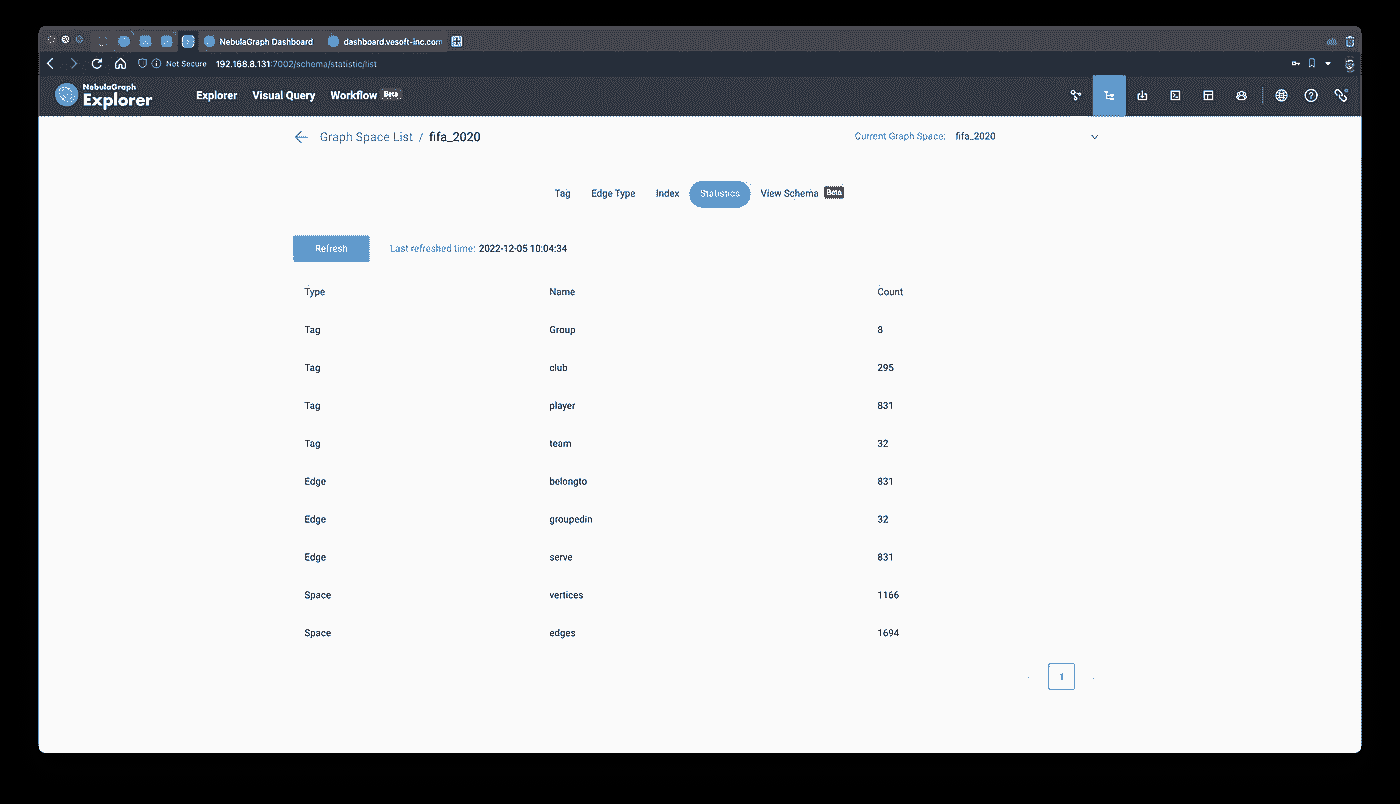 NebulaGraph Dashboard dashboard.vesoft-inc.com
Not Secure 192.168.8.131:7002/schema/statistic/list
NebulaGraph
Explorer
Explorer Visual Query Workflow Beta
Graph Space List / fifa_2020 Current Graph Space: fifa_2020
Tag Edge Type Index Statistics View Schema Beta
Refresh Last refreshed time: 2022-12-05 10:04:34
Type Name Count
Tag Group 8
Tag club 295
Tag player 831
Tag team 32
Edge belongto 831
Edge groupedin 32
Edge serve 831
Space vertices 1166
Space edges 1694
1